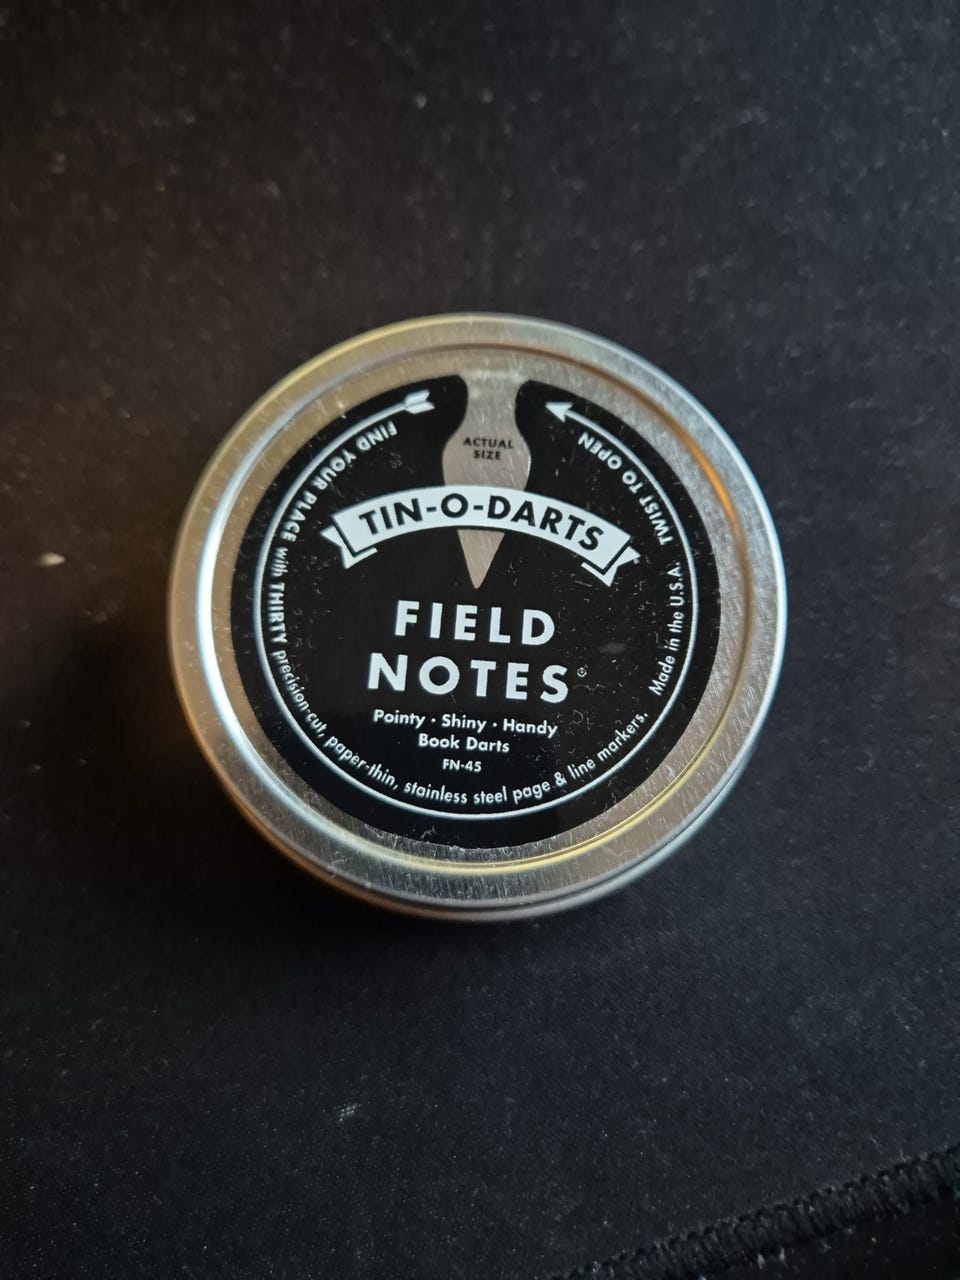 ACTUAL
SIZE
TIN-O-DARTS
FIELD
NOTES®
Pointy · Shiny · Handy
Book Darts
FN-45
FIND YOUR PLACE with THIRTY precision-cut, paper-thin, stainless steel page & line markers. Made in the U.S.A. TWIST TO OPEN